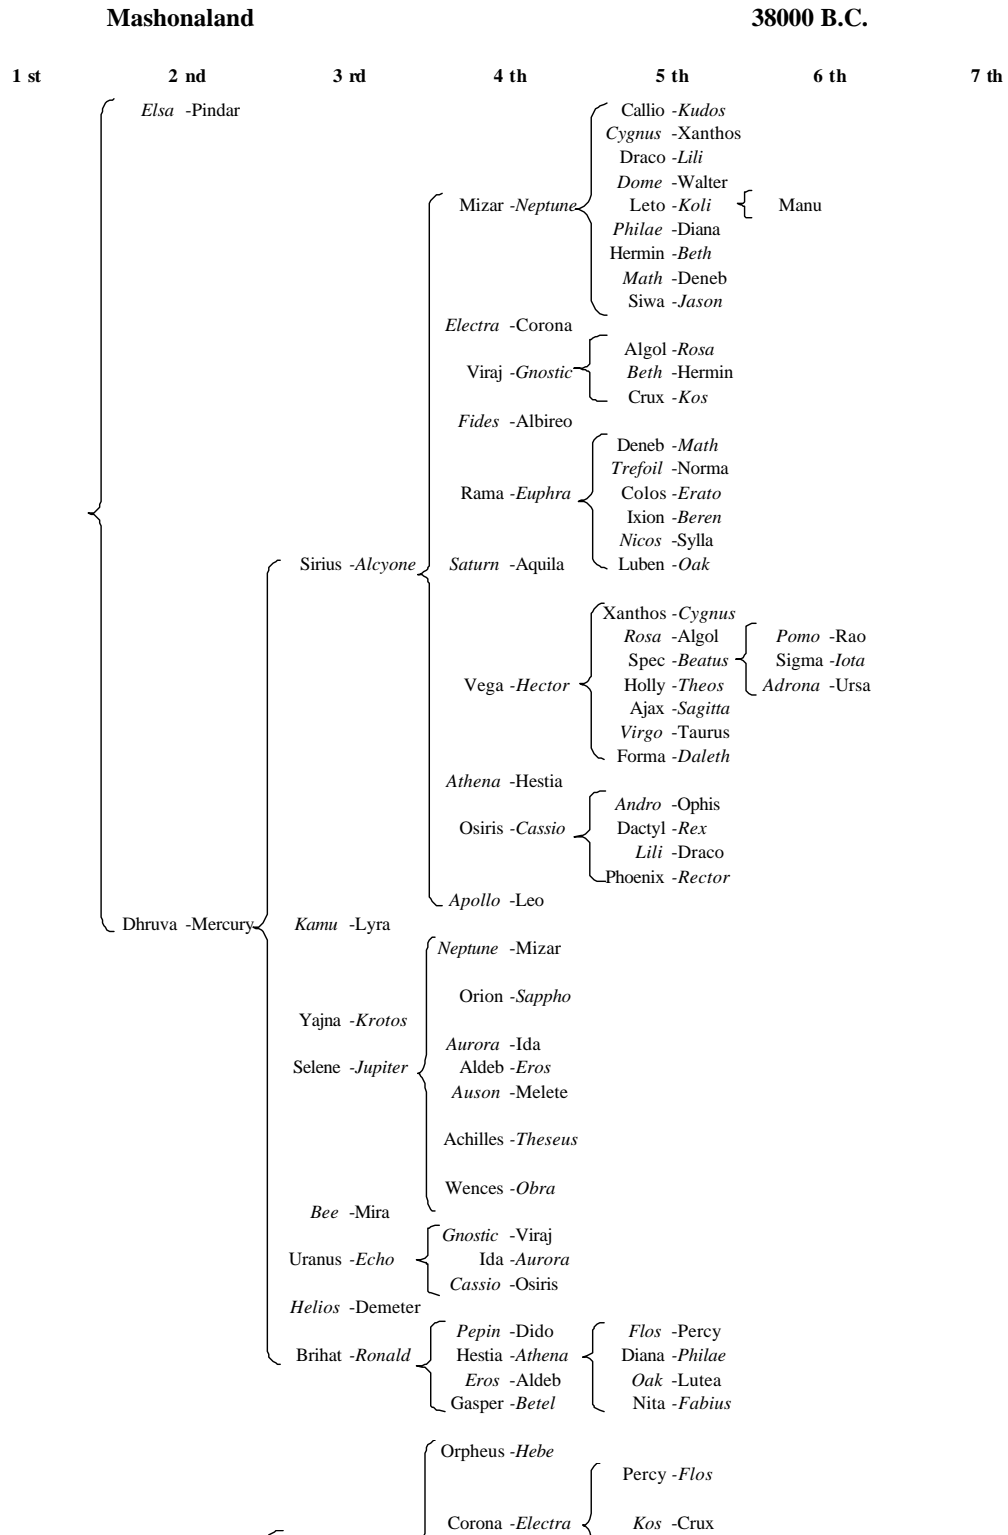 Mashonaland 38000 B.C.
1 st 2 nd 3 rd 4 th 5 th 6 th 7 th
Elsa -Pindar Callio -Kudos
Cygnus -Xanthos
Draco -Lili
Dome -Walter
Mizar -Neptune Leto -Koli Manu
Philae -Diana
Hermin -Beth
Math -Deneb
Siwa -Jason
Electra -Corona
Algol -Rosa
Viraj -Gnostic Beth -Hermin
Crux -Kos
Fides -Albireo
Deneb -Math
Trefoil -Norma
Rama -Euphra Colos -Erato
Ixion -Beren
Nicos -Sylla
Sirius -Alcyone Saturn -Aquila Luben -Oak
Xanthos -Cygnus
Rosa -Algol Pomo -Rao
Spec -Beatus Sigma -Iota
Vega -Hector Holly -Theos Adrona -Ursa
Ajax -Sagitta
Virgo -Taurus
Forma -Daleth
Athena -Hestia
Andro -Ophis
Osiris -Cassio Dactyl -Rex
Lili -Draco
Phoenix -Rector
Apollo -Leo
Dhruva -Mercury Kamu -Lyra
Neptune -Mizar
Orion -Sappho
Yajna -Krotos
Aurora -Ida
Selene -Jupiter Aldeb -Eros
Auson -Melete
Achilles -Theseus
Wences -Obra
Bee -Mira
Gnostic -Viraj
Uranus -Echo Ida -Aurora
Cassio -Osiris
Helios -Demeter
Pepin -Dido Flos -Percy
Brihat -Ronald Hestia -Athena Diana -Philae
Eros -Aldeb Oak -Lutea
Gasper -Betel Nita -Fabius
Orpheus -Hebe
Percy -Flos
Corona -Electra Kos -Crux